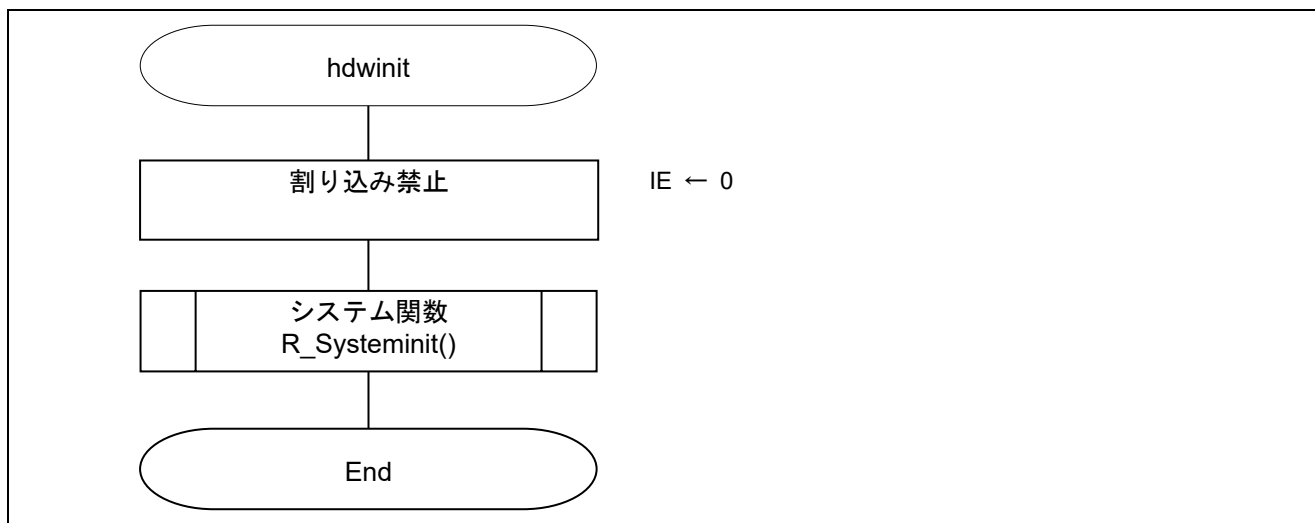 hdwinit
割り込み禁止
IE ← 0
システム関数
R_Systeminit()
End